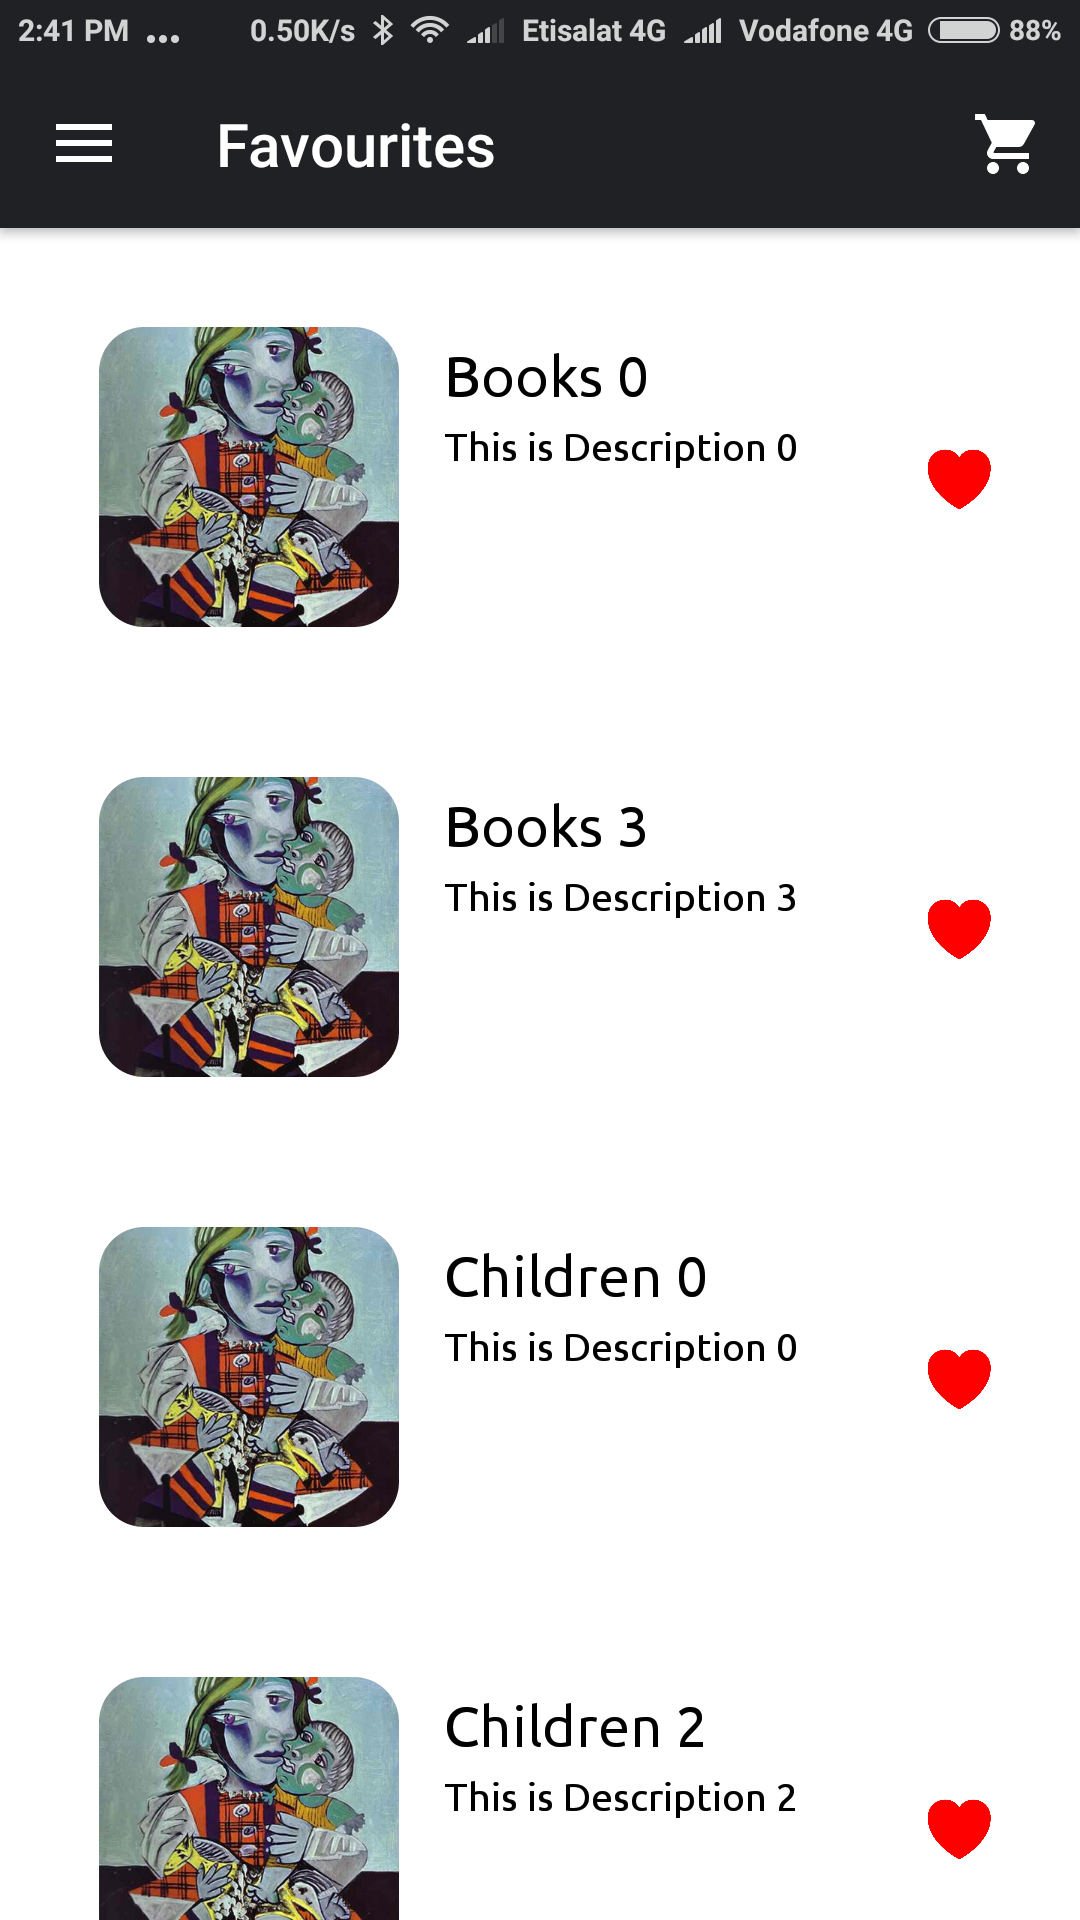 2:41 PM ... 0.50K/s Etisalat 4G Vodafone 4G 88%
Favourites
Books 0
This is Description 0
Books 3
This is Description 3
Children 0
This is Description 0
Children 2
This is Description 2